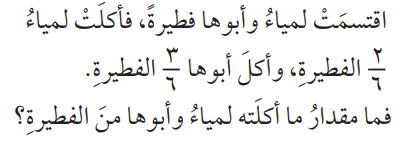 اقتسمَتْ لمياءُ وأبوها فطيرةً، فأكلَتْ لمياءُ
٢/٦ الفطيرةِ، وأكلَ أبوها ٣/٦ الفطيرةِ.
فما مقدارُ ما أكلَته لمياءُ وأبوها منَ الفطيرةِ؟